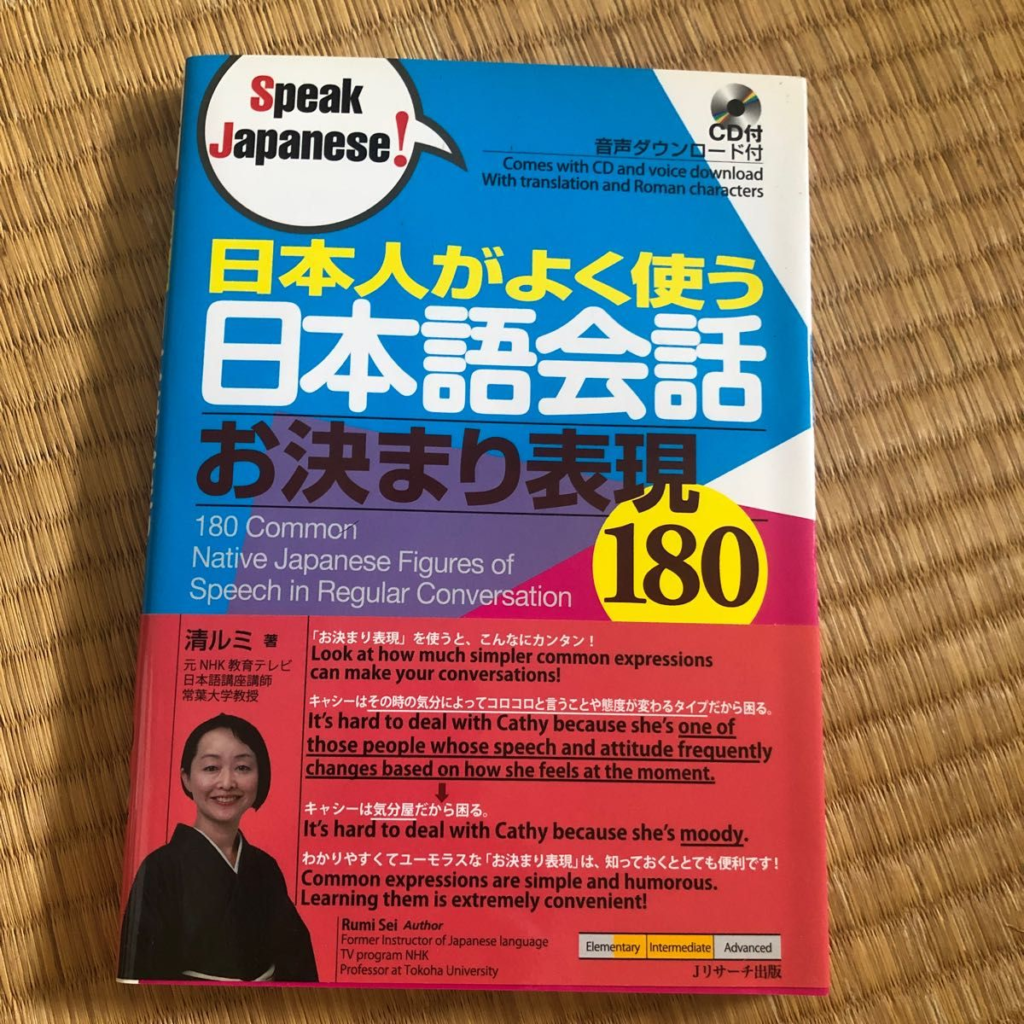 Speak
Japanese!
CD付
音声ダウンロード付
Comes with CD and voice download
With translation and Roman characters
日本人がよく使う
日本語会話
お決まり表現
180
180 Common
Native Japanese Figures of
Speech in Regular Conversation
清ルミ 著
元NHK教育テレビ
日本語講座講師
常葉大学教授
「お決まり表現」を使うと、こんなにカンタン!
Look at how much simpler common expressions
can make your conversations!
キャシーはその時の気分によってコロコロと言うことや態度が変わるタイプだから困る。
It's hard to deal with Cathy because she's one of
those people whose speech and attitude frequently
changes based on how she feels at the moment.
キャシーは気分屋だから困る。
It's hard to deal with Cathy because she's moody.
わかりやすくてユーモラスな「お決まり表現」は、知っておくととても便利です!
Common expressions are simple and humorous.
Learning them is extremely convenient!
Rumi Sei Author
Former Instructor of Japanese language
TV program NHK
Professor at Tokoha University
Elementary Intermediate Advanced
Jリサーチ出版